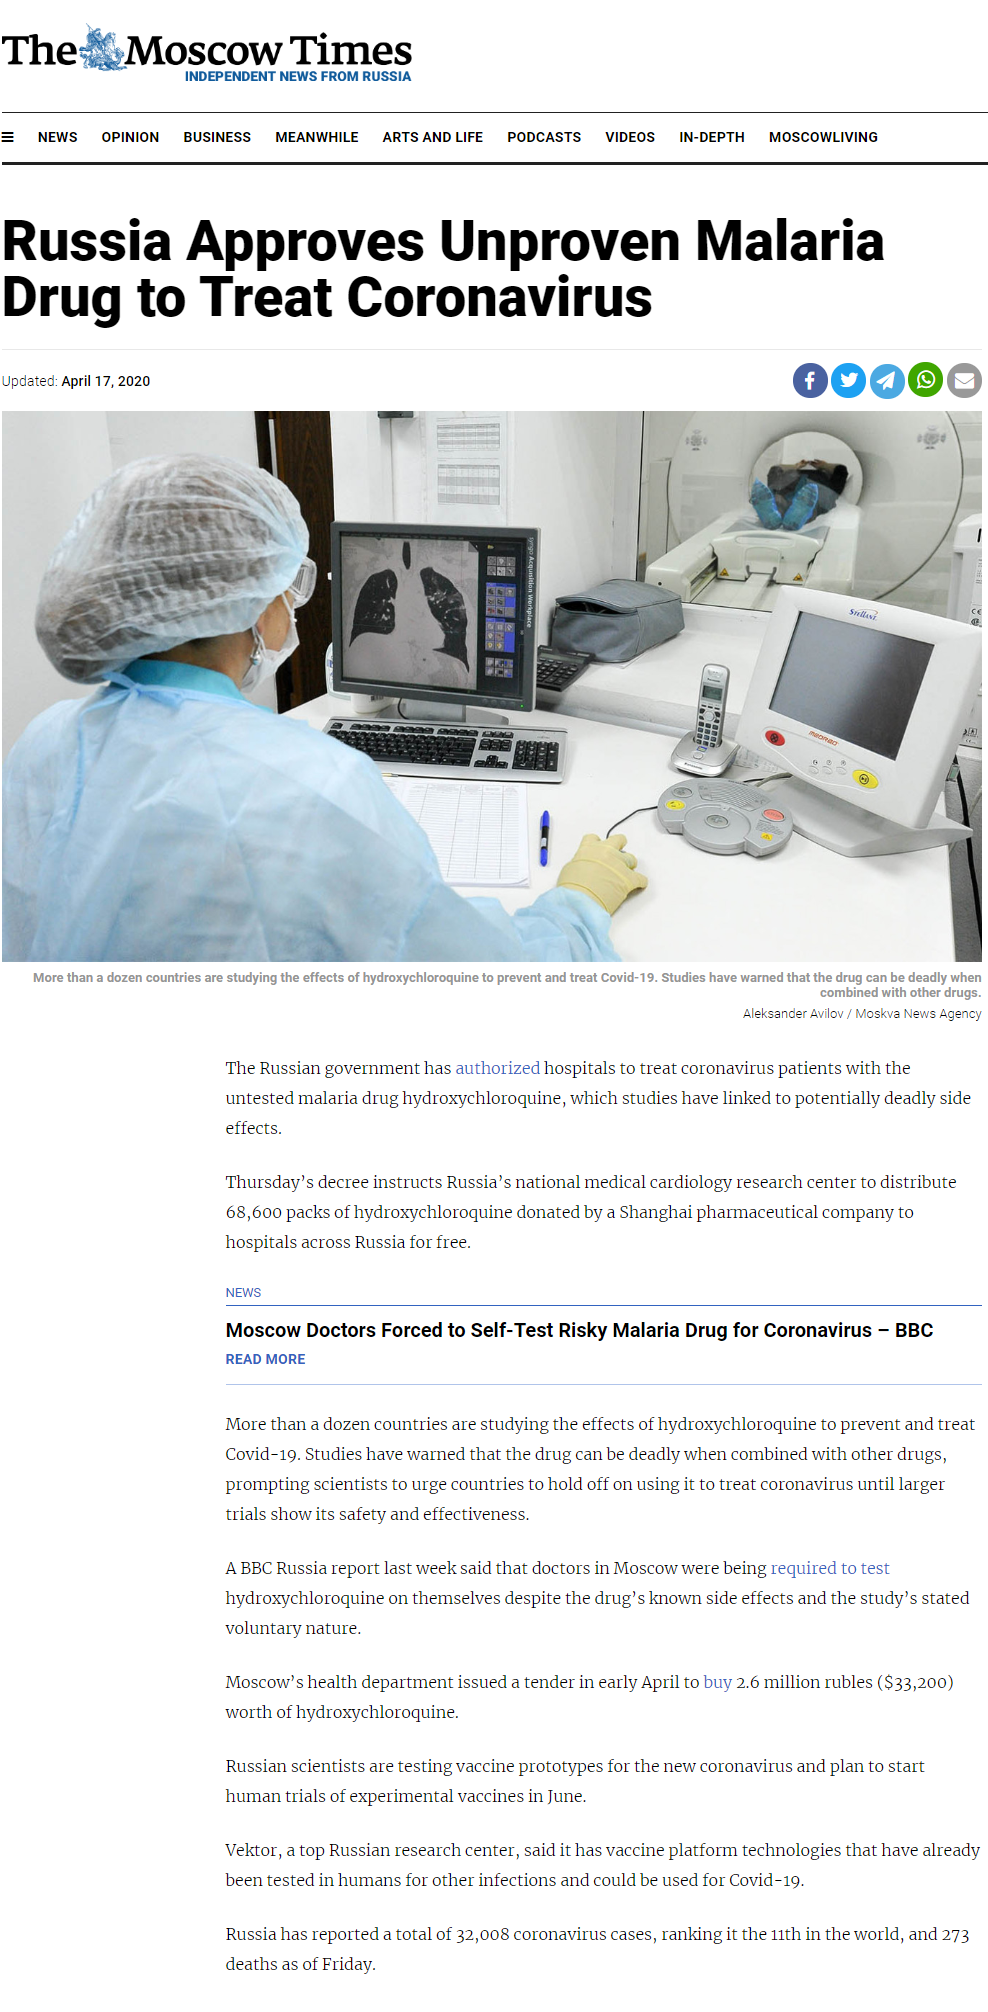 The Moscow Times
INDEPENDENT NEWS FROM RUSSIA
NEWS OPINION BUSINESS MEANWHILE ARTS AND LIFE PODCASTS VIDEOS IN-DEPTH MOSCOWLIVING
Russia Approves Unproven Malaria
Drug to Treat Coronavirus
Updated: April 17, 2020
syngo Acquisition Workplace
Stellant
MEDRAD
Panasonic
More than a dozen countries are studying the effects of hydroxychloroquine to prevent and treat Covid-19. Studies have warned that the drug can be deadly when
combined with other drugs.
Aleksander Avilov / Moskva News Agency
The Russian government has authorized hospitals to treat coronavirus patients with the
untested malaria drug hydroxychloroquine, which studies have linked to potentially deadly side
effects.
Thursday’s decree instructs Russia’s national medical cardiology research center to distribute
68,600 packs of hydroxychloroquine donated by a Shanghai pharmaceutical company to
hospitals across Russia for free.
NEWS
Moscow Doctors Forced to Self-Test Risky Malaria Drug for Coronavirus – BBC
READ MORE
More than a dozen countries are studying the effects of hydroxychloroquine to prevent and treat
Covid-19. Studies have warned that the drug can be deadly when combined with other drugs,
prompting scientists to urge countries to hold off on using it to treat coronavirus until larger
trials show its safety and effectiveness.
A BBC Russia report last week said that doctors in Moscow were being required to test
hydroxychloroquine on themselves despite the drug’s known side effects and the study’s stated
voluntary nature.
Moscow’s health department issued a tender in early April to buy 2.6 million rubles ($33,200)
worth of hydroxychloroquine.
Russian scientists are testing vaccine prototypes for the new coronavirus and plan to start
human trials of experimental vaccines in June.
Vektor, a top Russian research center, said it has vaccine platform technologies that have already
been tested in humans for other infections and could be used for Covid-19.
Russia has reported a total of 32,008 coronavirus cases, ranking it the 11th in the world, and 273
deaths as of Friday.